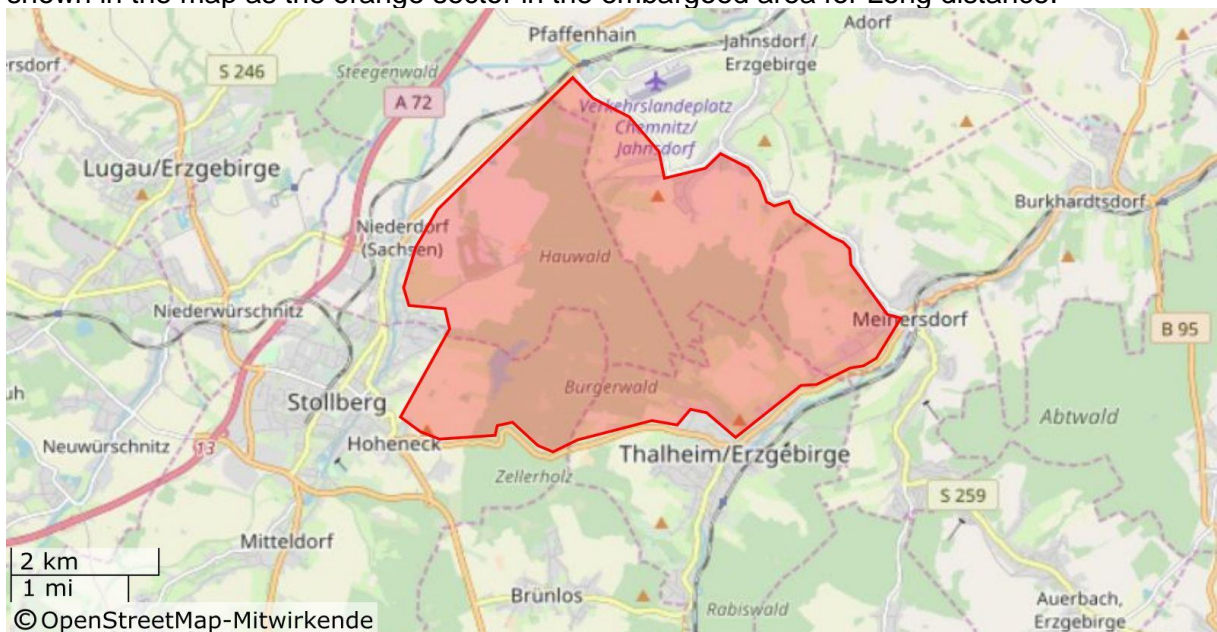 shown in the map as the orange sector in the embargoed area for Long distance.
Pfaffenhain
Jahnsdorf /
Erzgebirge
Adorf
ersdorf
S 246
Steegenwald
A 72
Verkehrslandeplatz
Chemnitz/
Jahnsdorf
Lugau/Erzgebirge
Burkhardtsdorf
Niederdorf
(Sachsen)
Hauwald
Niederwürschnitz
Meinersdorf
B 95
Bürgerwald
uh
Stollberg
Abtwald
Neuwürschnitz
13
Hoheneck
Thalheim/Erzgebirge
Zellerholz
S 259
Mitteldorf
2 km
1 mi
Brünlos
Rabiswald
Auerbach,
Erzgebirge
©OpenStreetMap-Mitwirkende